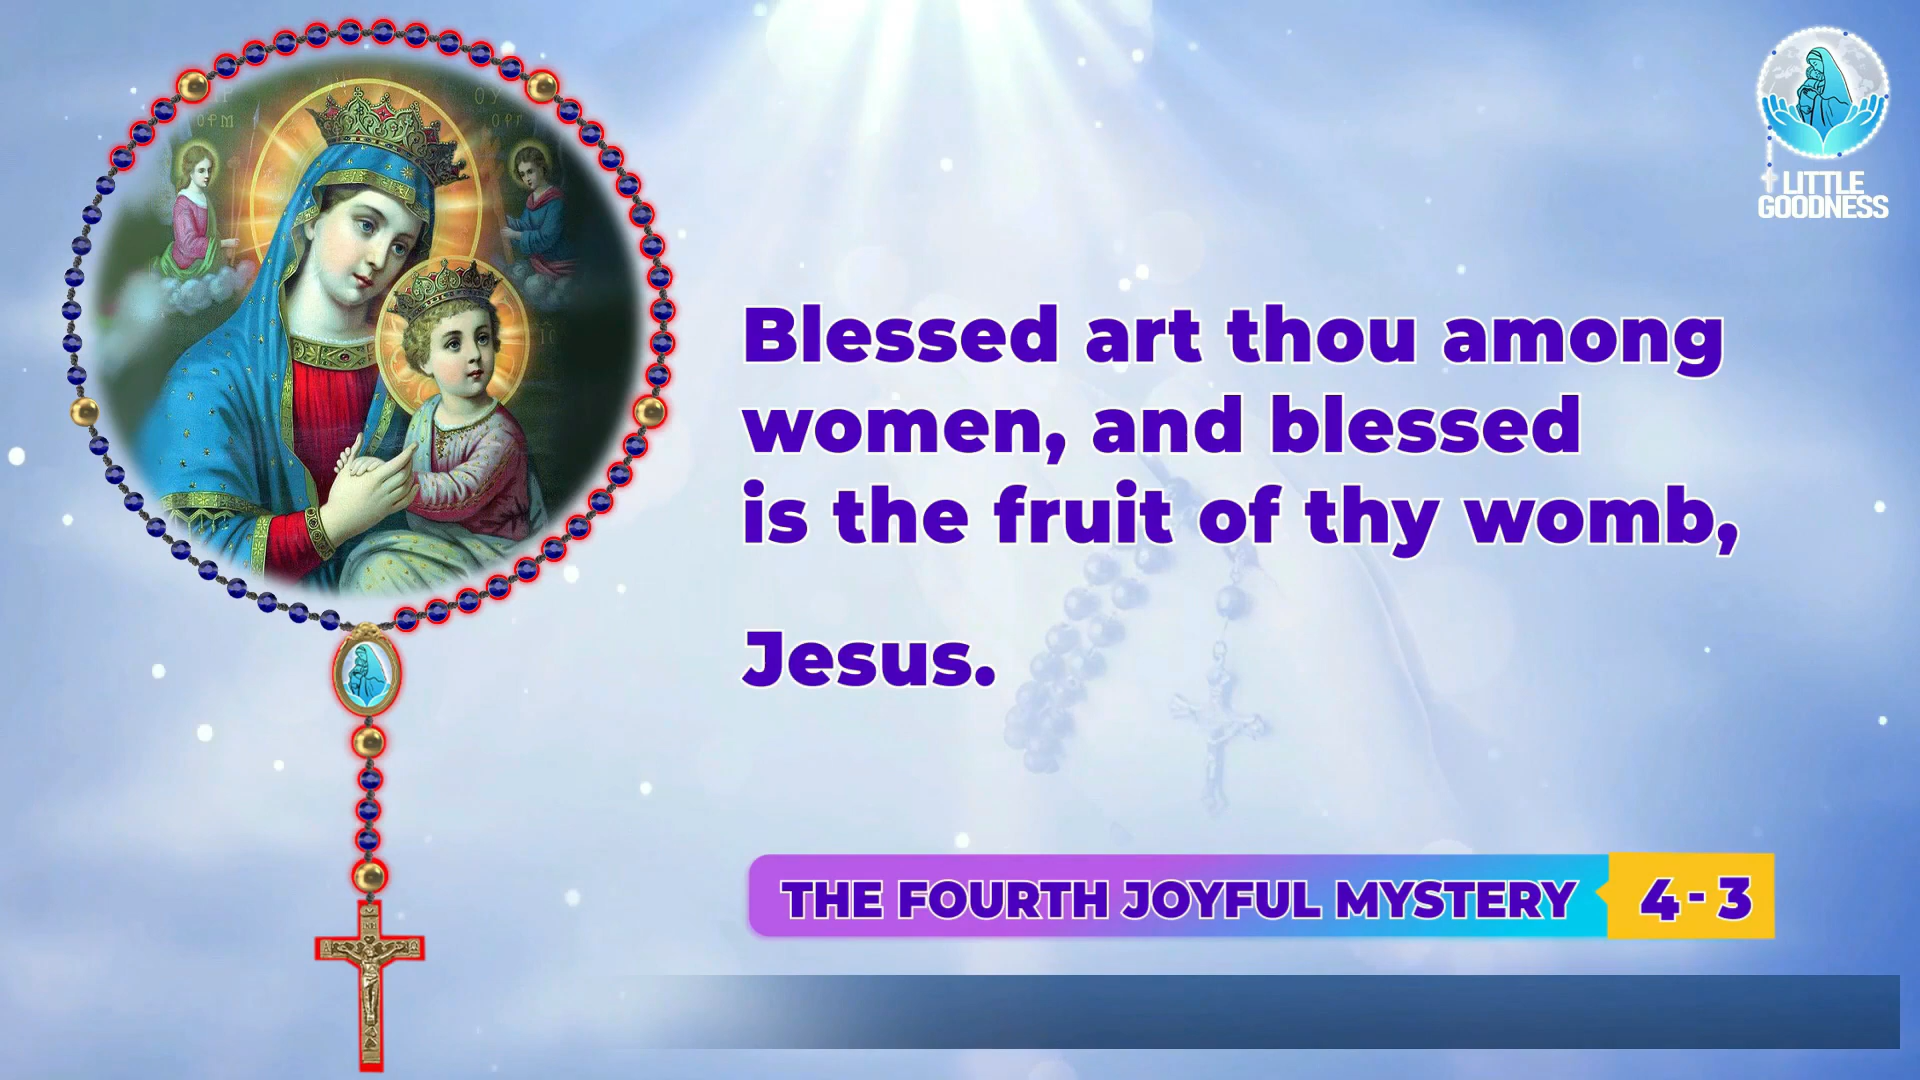 LITTLE
GOODNESS
Blessed art thou among
women, and blessed
is the fruit of thy womb,
Jesus.
THE FOURTH JOYFUL MYSTERY 4-3